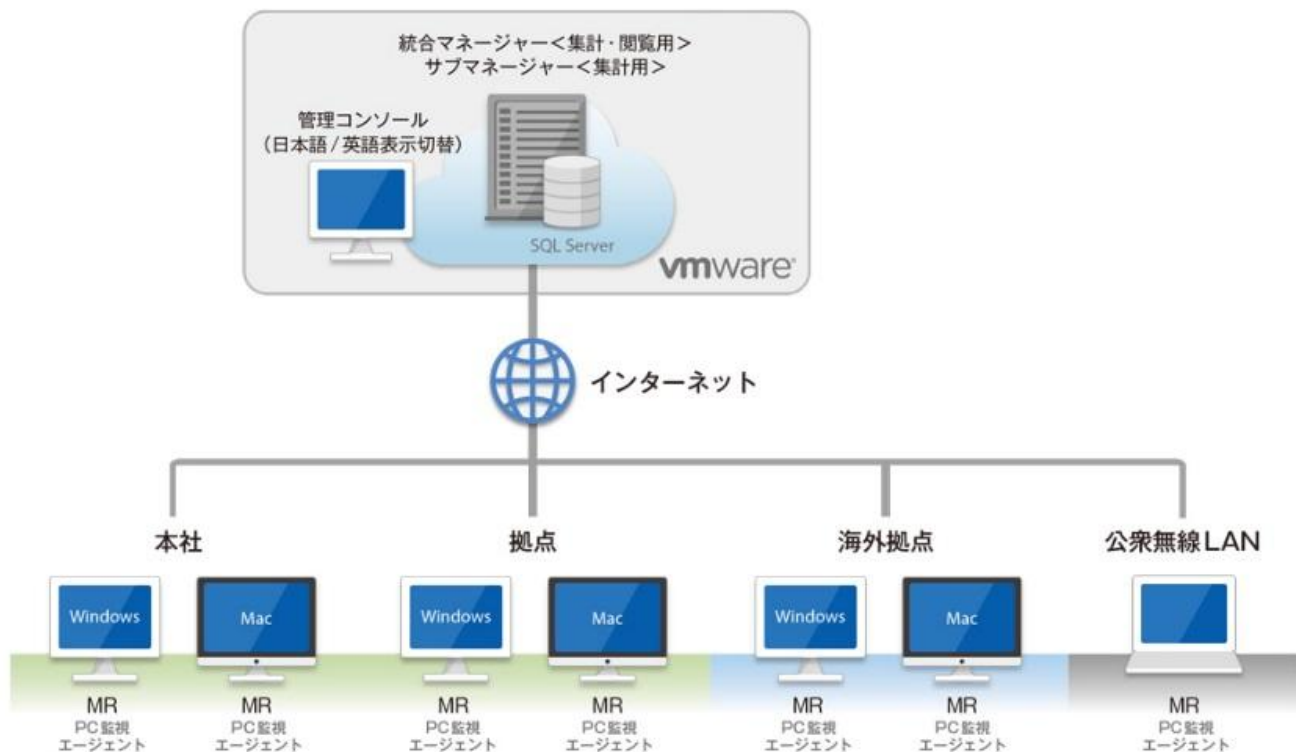 統合マネージャー<集計・閲覧用>
サブマネージャー<集計用>
管理コンソール
（日本語/英語表示切替）
SQL Server
vmware®
インターネット
本社
拠点
海外拠点
公衆無線LAN
Windows
Mac
Windows
Mac
Windows
Mac
MR
PC監視
エージェント
MR
PC監視
エージェント
MR
PC監視
エージェント
MR
PC監視
エージェント
MR
PC監視
エージェント
MR
PC監視
エージェント
MR
PC監視
エージェント